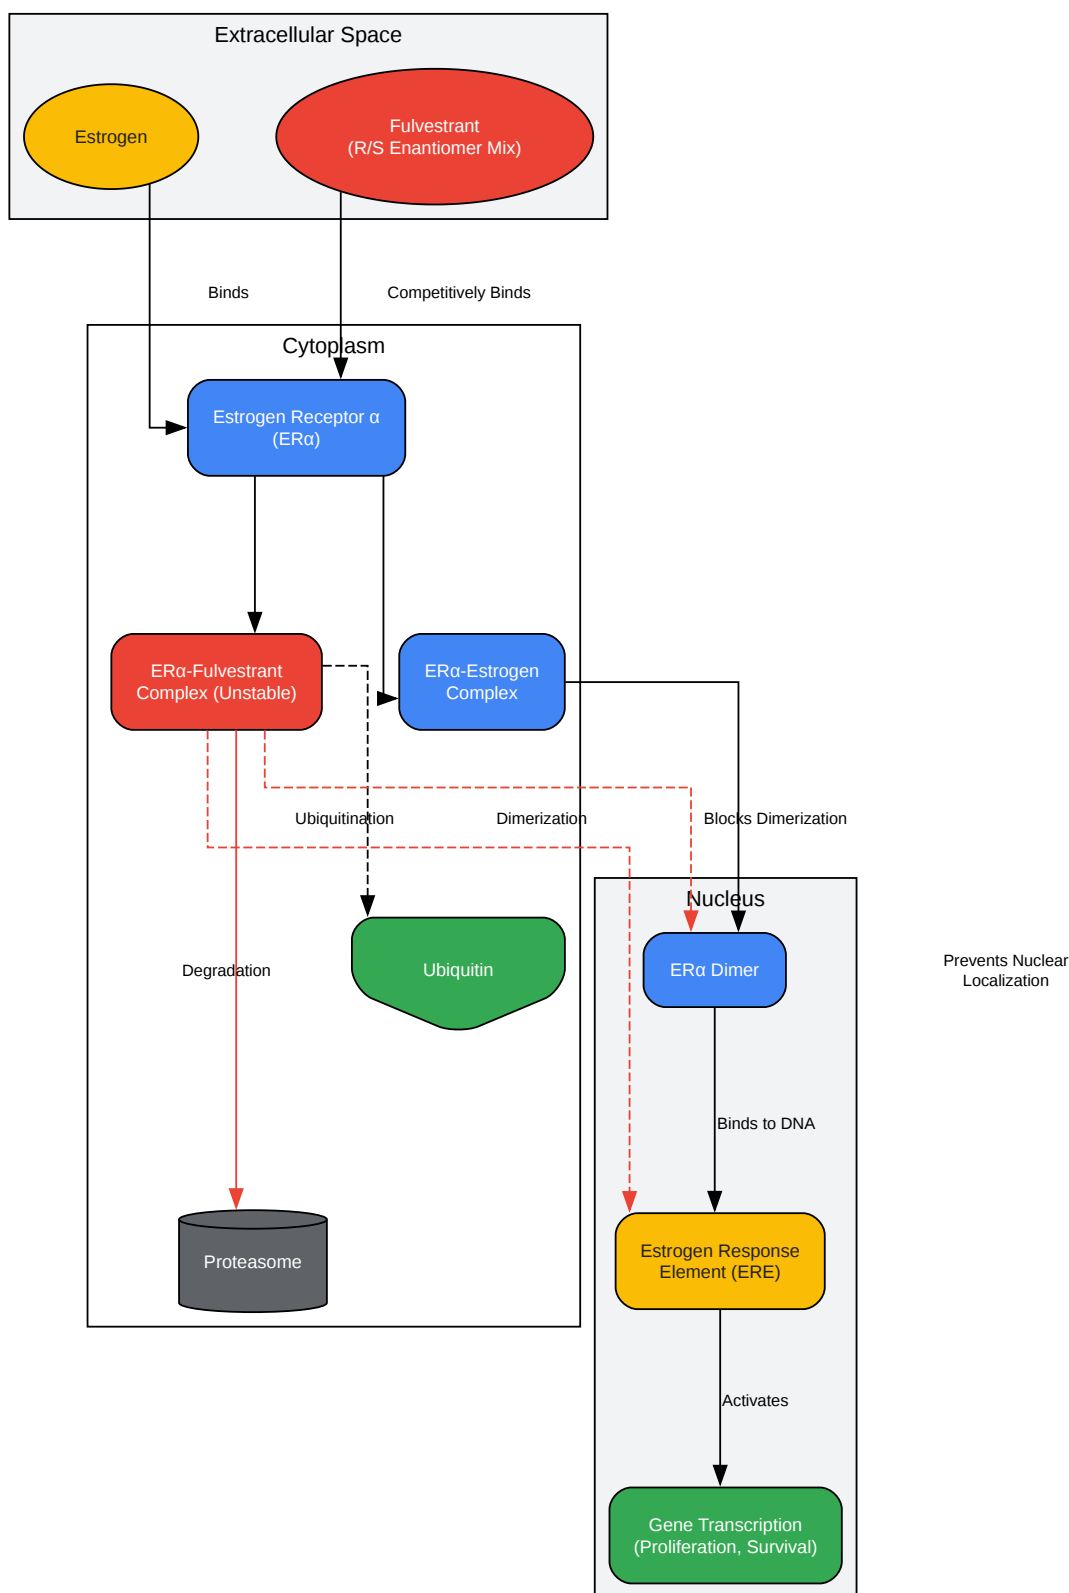 Extracellular Space
Estrogen
Fulvestrant
(R/S Enantiomer Mix)
Binds
Competitively Binds
Cytoplasm
Estrogen Receptor α
(ERα)
ERα-Fulvestrant
Complex (Unstable)
ERα-Estrogen
Complex
Ubiquitination
Dimerization
Blocks Dimerization
Nucleus
Degradation
Ubiquitin
ERα Dimer
Prevents Nuclear
Localization
Binds to DNA
Proteasome
Estrogen Response
Element (ERE)
Activates
Gene Transcription
(Proliferation, Survival)